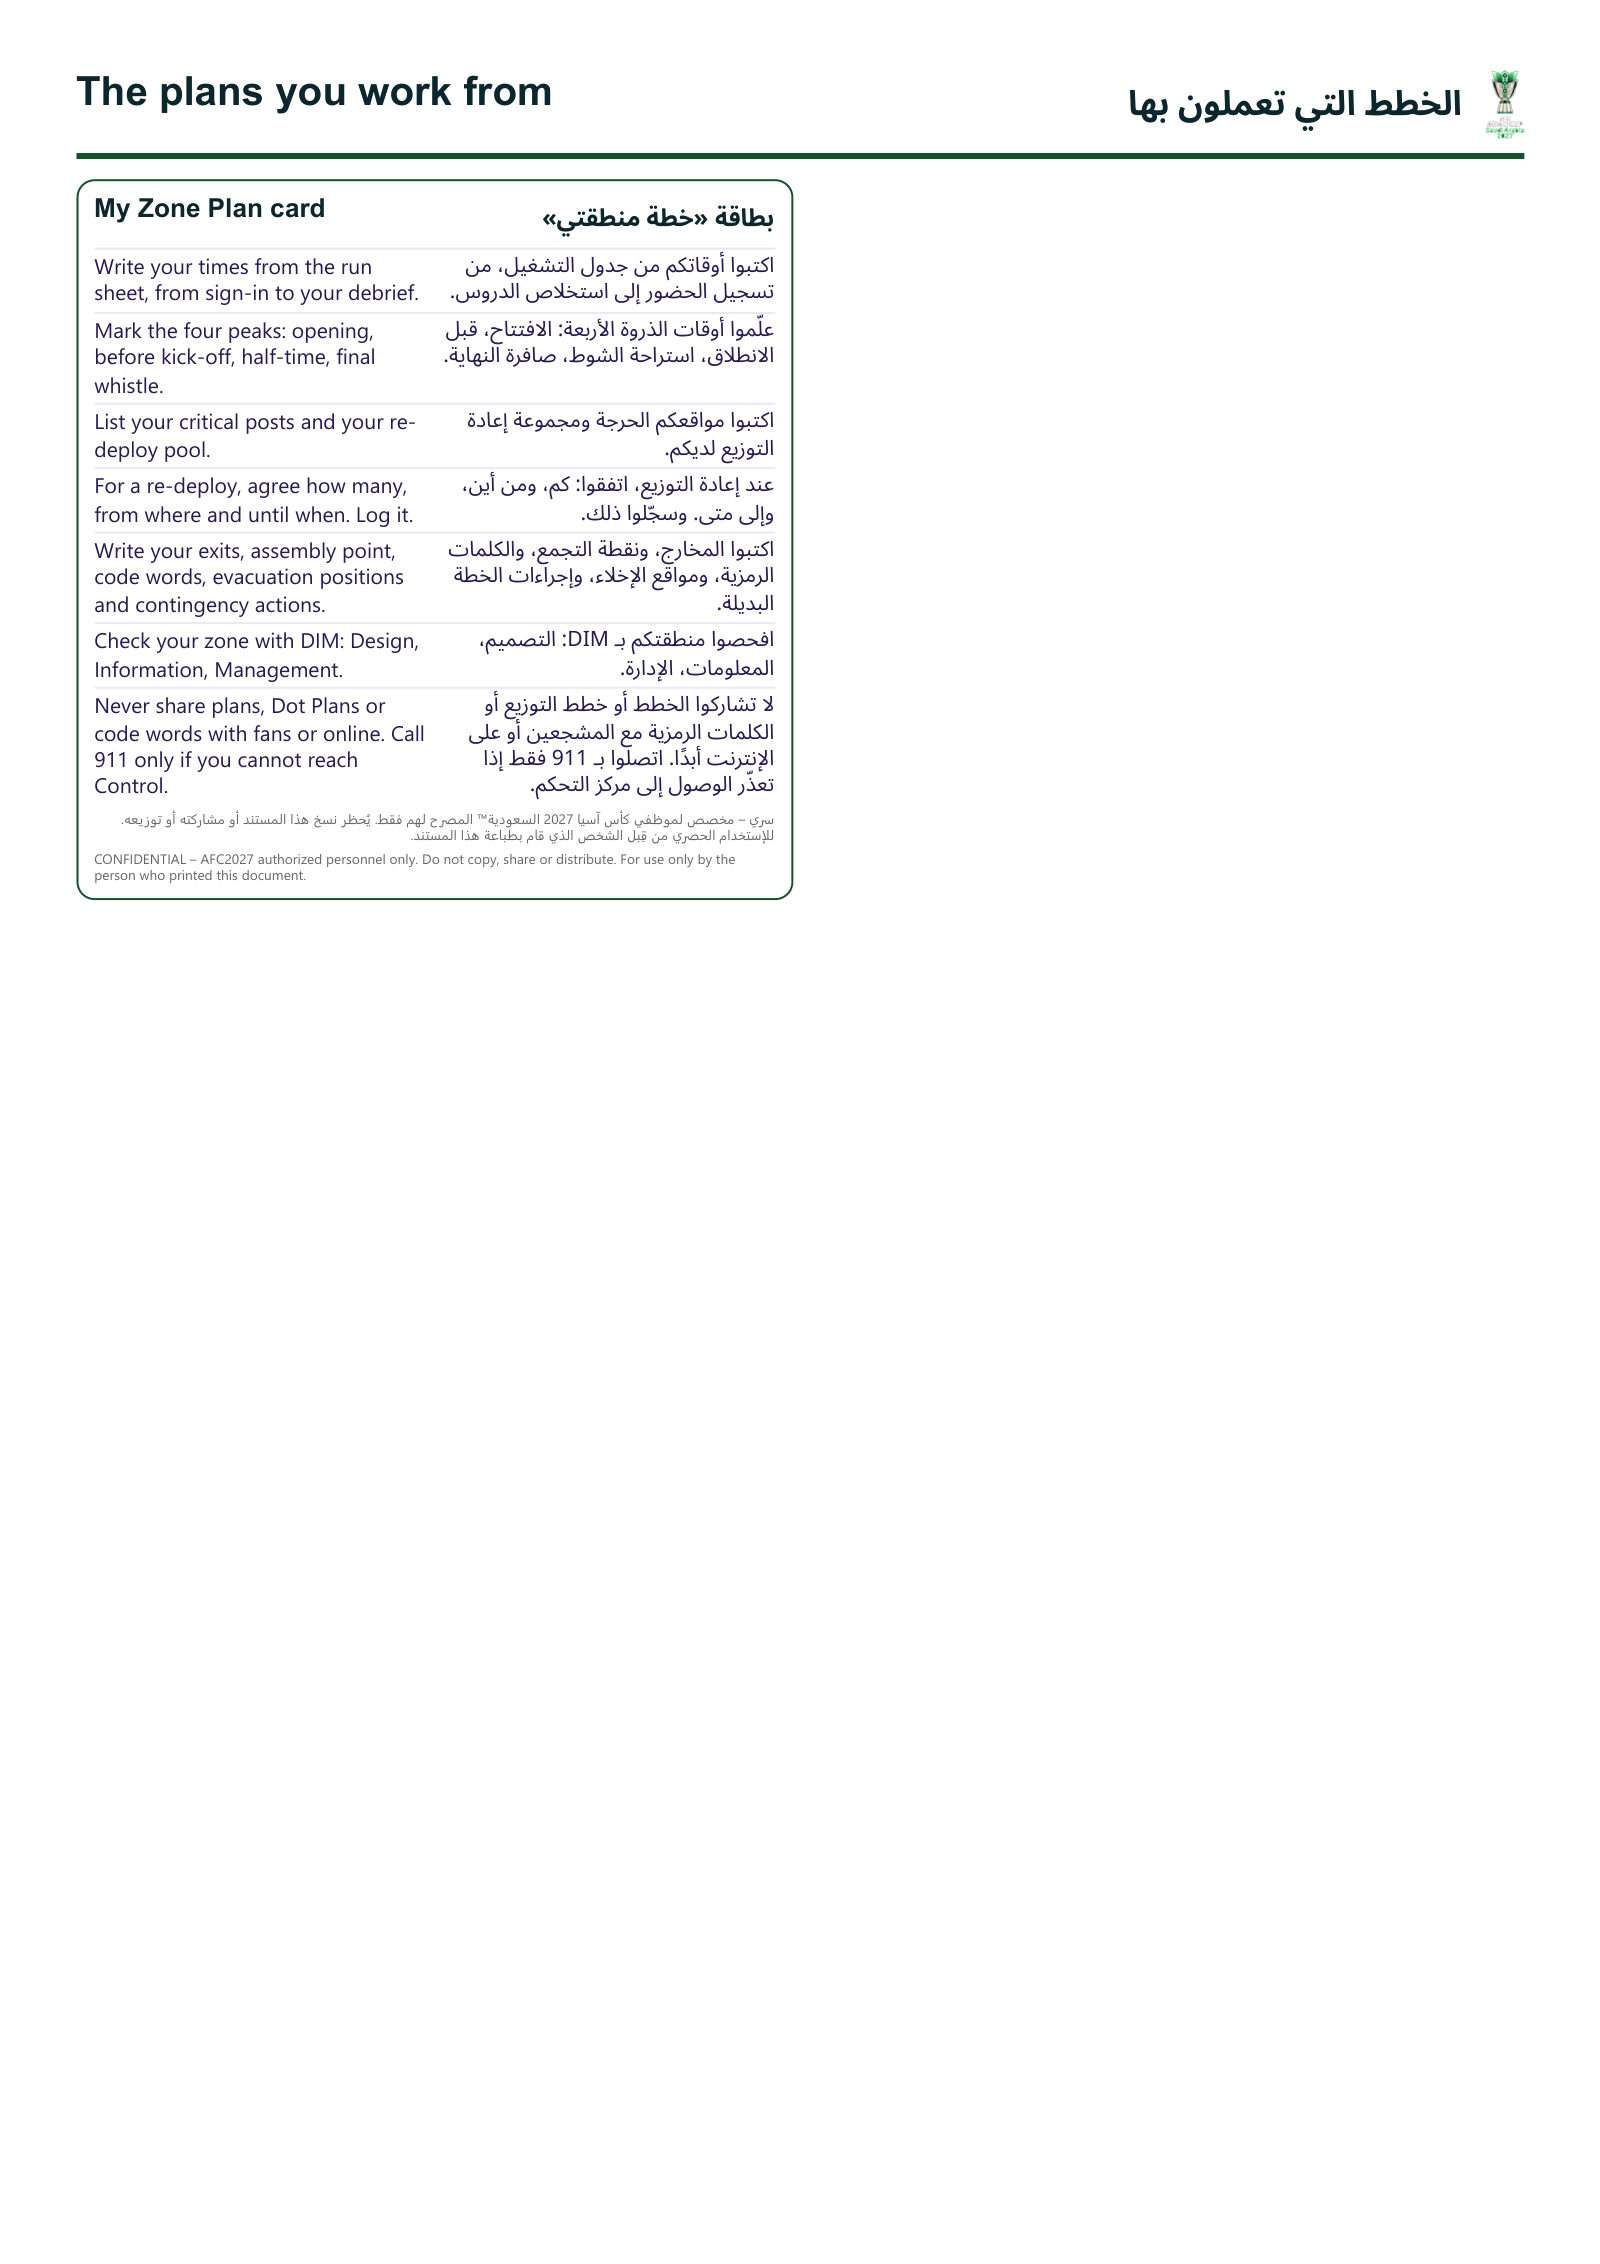 The plans you work from
الخطط التي تعملون بها
Saudi Arabia
2027
My Zone Plan card
بطاقة «خطة منطقتي»
Write your times from the run
sheet, from sign-in to your debrief.
اكتبوا أوقاتكم من جدول التشغيل، من
تسجيل الحضور إلى استخلاص الدروس.
Mark the four peaks: opening,
before kick-off, half-time, final
whistle.
علّموا أوقات الذروة الأربعة: الافتتاح، قبل
الانطلاق، استراحة الشوط، صافرة النهاية.
List your critical posts and your re-
deploy pool.
اكتبوا مواقعكم الحرجة ومجموعة إعادة
التوزيع لديكم.
For a re-deploy, agree how many,
from where and until when. Log it.
عند إعادة التوزيع، اتفقوا: كم، ومن أين،
وإلى متى. وسجّلوا ذلك.
Write your exits, assembly point,
code words, evacuation positions
and contingency actions.
اكتبوا المخارج، ونقطة التجمع، والكلمات
الرمزية، ومواقع الإخلاء، وإجراءات الخطة
البديلة.
Check your zone with DIM: Design,
Information, Management.
افحصوا منطقتكم بـ DIM: التصميم،
المعلومات، الإدارة.
Never share plans, Dot Plans or
code words with fans or online. Call
911 only if you cannot reach
Control.
لا تشاركوا الخطط أو خطط التوزيع أو
الكلمات الرمزية مع المشجعين أو على
الإنترنت أبدًا. اتصلوا بـ 911 فقط إذا
تعذّر الوصول إلى مركز التحكم.
سري – مخصص لموظفي كأس آسيا 2027 السعودية™ المصرح لهم فقط. يُحظر نسخ هذا المستند أو مشاركته أو توزيعه.
للإستخدام الحصري من قِبل الشخص الذي قام بطباعة هذا المستند.
CONFIDENTIAL – AFC2027 authorized personnel only. Do not copy, share or distribute. For use only by the
person who printed this document.